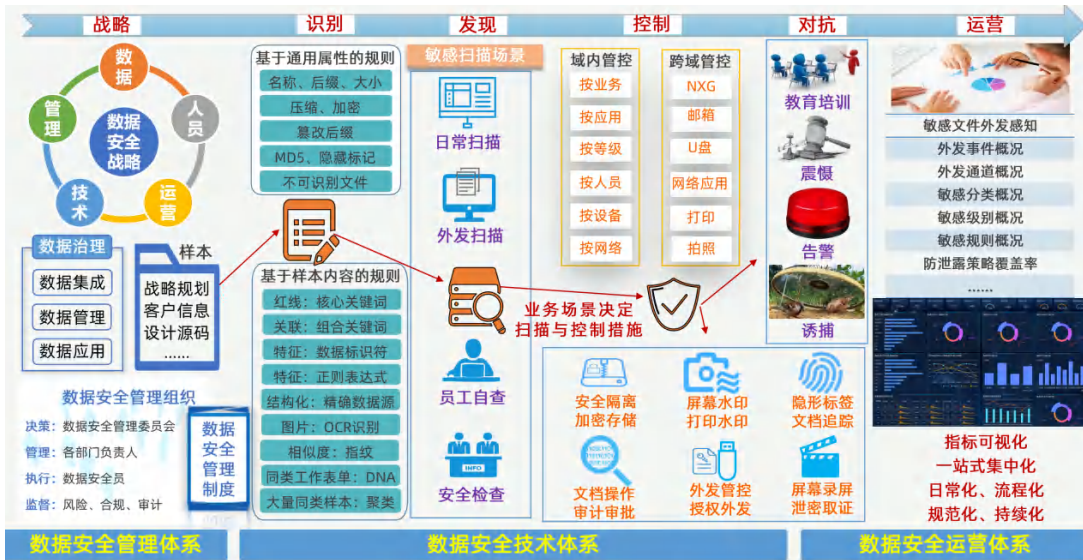 战略
识别
发现
控制
对抗
运营
数据
人员
运营
技术
管理
数据
安全
战略
数据治理
数据集成
数据管理
数据应用
样本
战略规划
客户信息
设计源码
......
数据安全管理组织
决策：数据安全管理委员会
管理：各部门负责人
执行：数据安全员
监督：风险、合规、审计
数据
安全
管理
制度
基于通用属性的规则
名称、后缀、大小
压缩、加密
篡改后缀
MD5、隐藏标记
不可识别文件
基于样本内容的规则
红线：核心关键词
关联：组合关键词
特征：数据标识符
特征：正则表达式
结构化：精确数据源
图片：OCR识别
相似度：指纹
同类工作表单：DNA
大量同类样本：聚类
敏感扫描场景
日常扫描
外发扫描
员工自查
INFO
安全检查
域内管控
按业务
按应用
按等级
按人员
按设备
按网络
跨域管控
NXG
邮箱
U盘
网络应用
打印
拍照
业务场景决定
扫描与控制措施
安全隔离
加密存储
屏幕水印
打印水印
隐形标签
文档追踪
文档操作
审计审批
外发管控
授权外发
屏幕录屏
泄密取证
教育培训
震慑
告警
诱捕
敏感文件外发感知
外发事件概况
外发通道概况
敏感分类概况
敏感级别概况
敏感规则概况
防泄露策略覆盖率
......
指标可视化
一站式集中化
日常化、流程化
规范化、持续化
数据安全管理体系
数据安全技术体系
数据安全运营体系